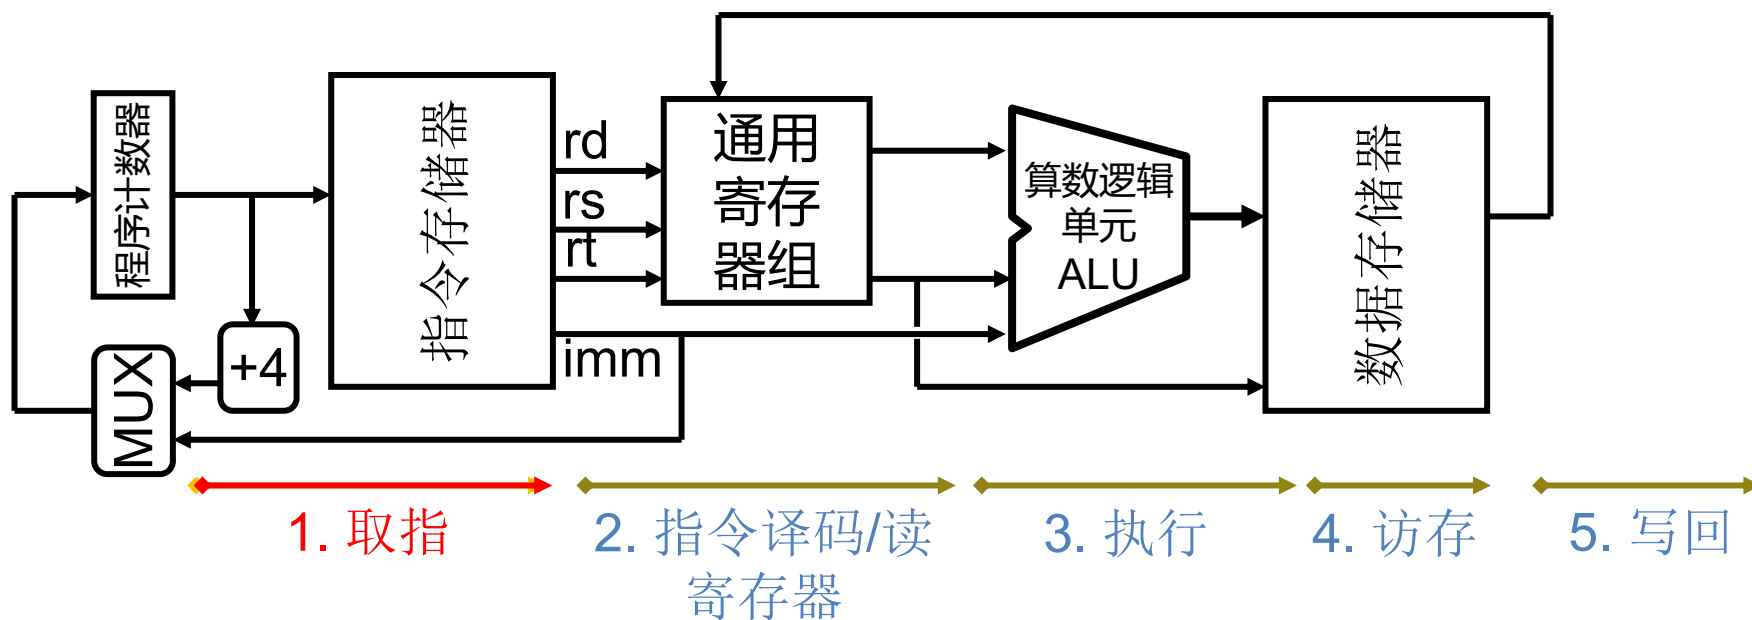 程序计数器
+4
MUX
指令存储器
rd
rs
rt
imm
通用
寄存
器组
算数逻辑
单元
ALU
数据存储器
1. 取指
2. 指令译码/读
寄存器
3. 执行
4. 访存
5. 写回